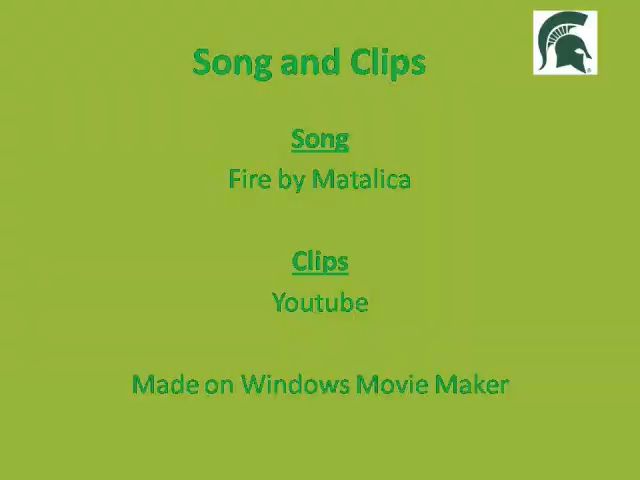 Song and Clips
Song
Fire by Matalica
Clips
Youtube
Made on Windows Movie Maker